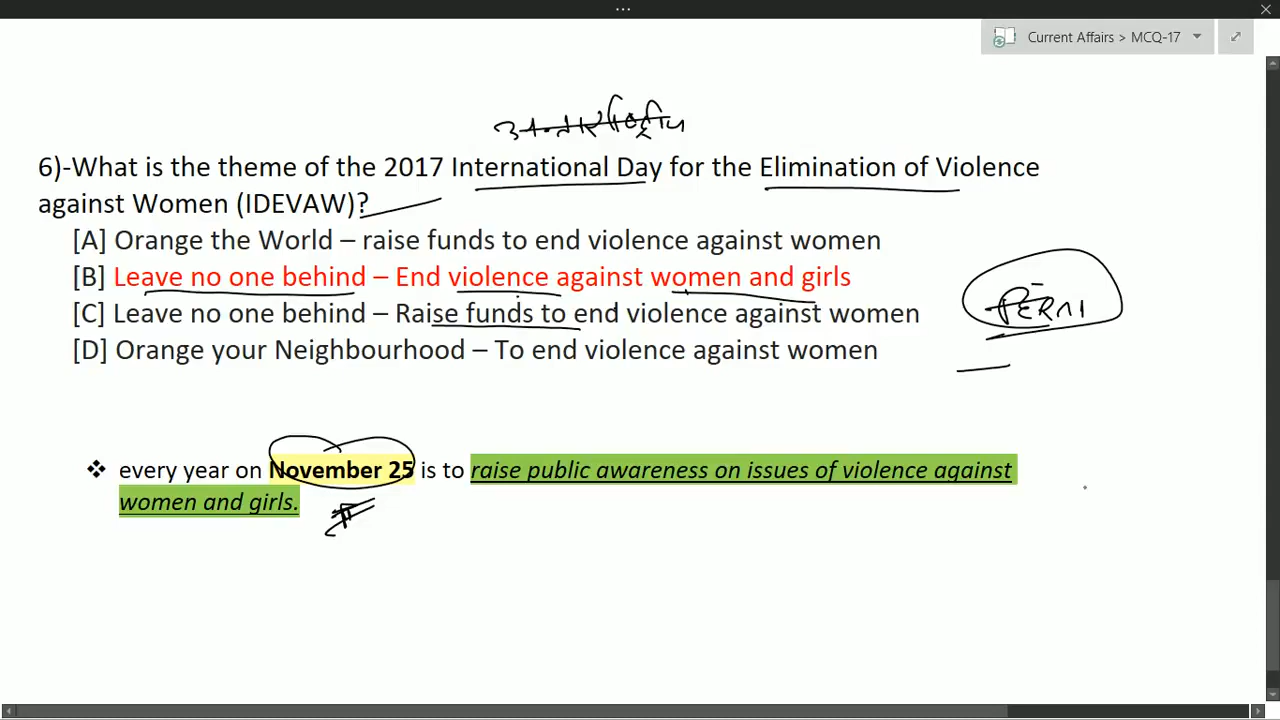 Current Affairs > MCQ-17
6)-What is the theme of the 2017 International Day for the Elimination of Violence
against Women (IDEVAW)?
[A] Orange the World – raise funds to end violence against women
[B] Leave no one behind – End violence against women and girls
[C] Leave no one behind – Raise funds to end violence against women
[D] Orange your Neighbourhood – To end violence against women
❖ every year on November 25 is to raise public awareness on issues of violence against
women and girls.